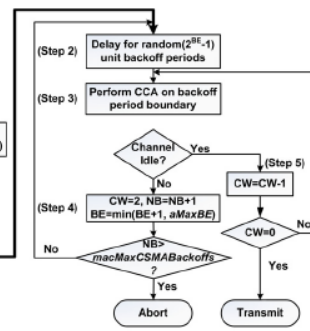 (Step 2)
Delay for random(2^BE-1)
unit backoff periods
(Step 3)
Perform CCA on backoff
period boundary
Channel
Idle?
Yes
(Step 5)
No
CW=CW-1
(Step 4)
CW=2, NB=NB+1
BE=min(BE+1, aMaxBE)
CW=0
No
No
NB>
macMaxCSMABackoffs
?
Yes
Yes
Abort
Transmit
)